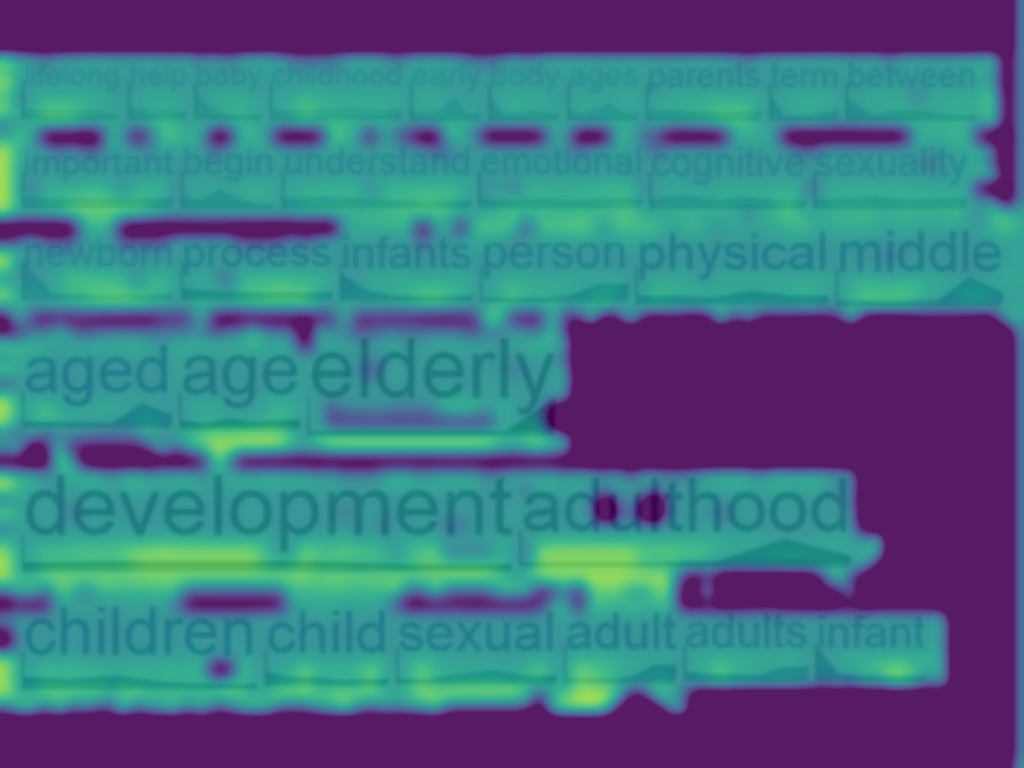 lifelong help baby childhood early body ages parents term between
important begin understand emotional cognitive sexuality
newborn process infants person physical middle
aged age elderly
development adulthood
children child sexual adult adults infant